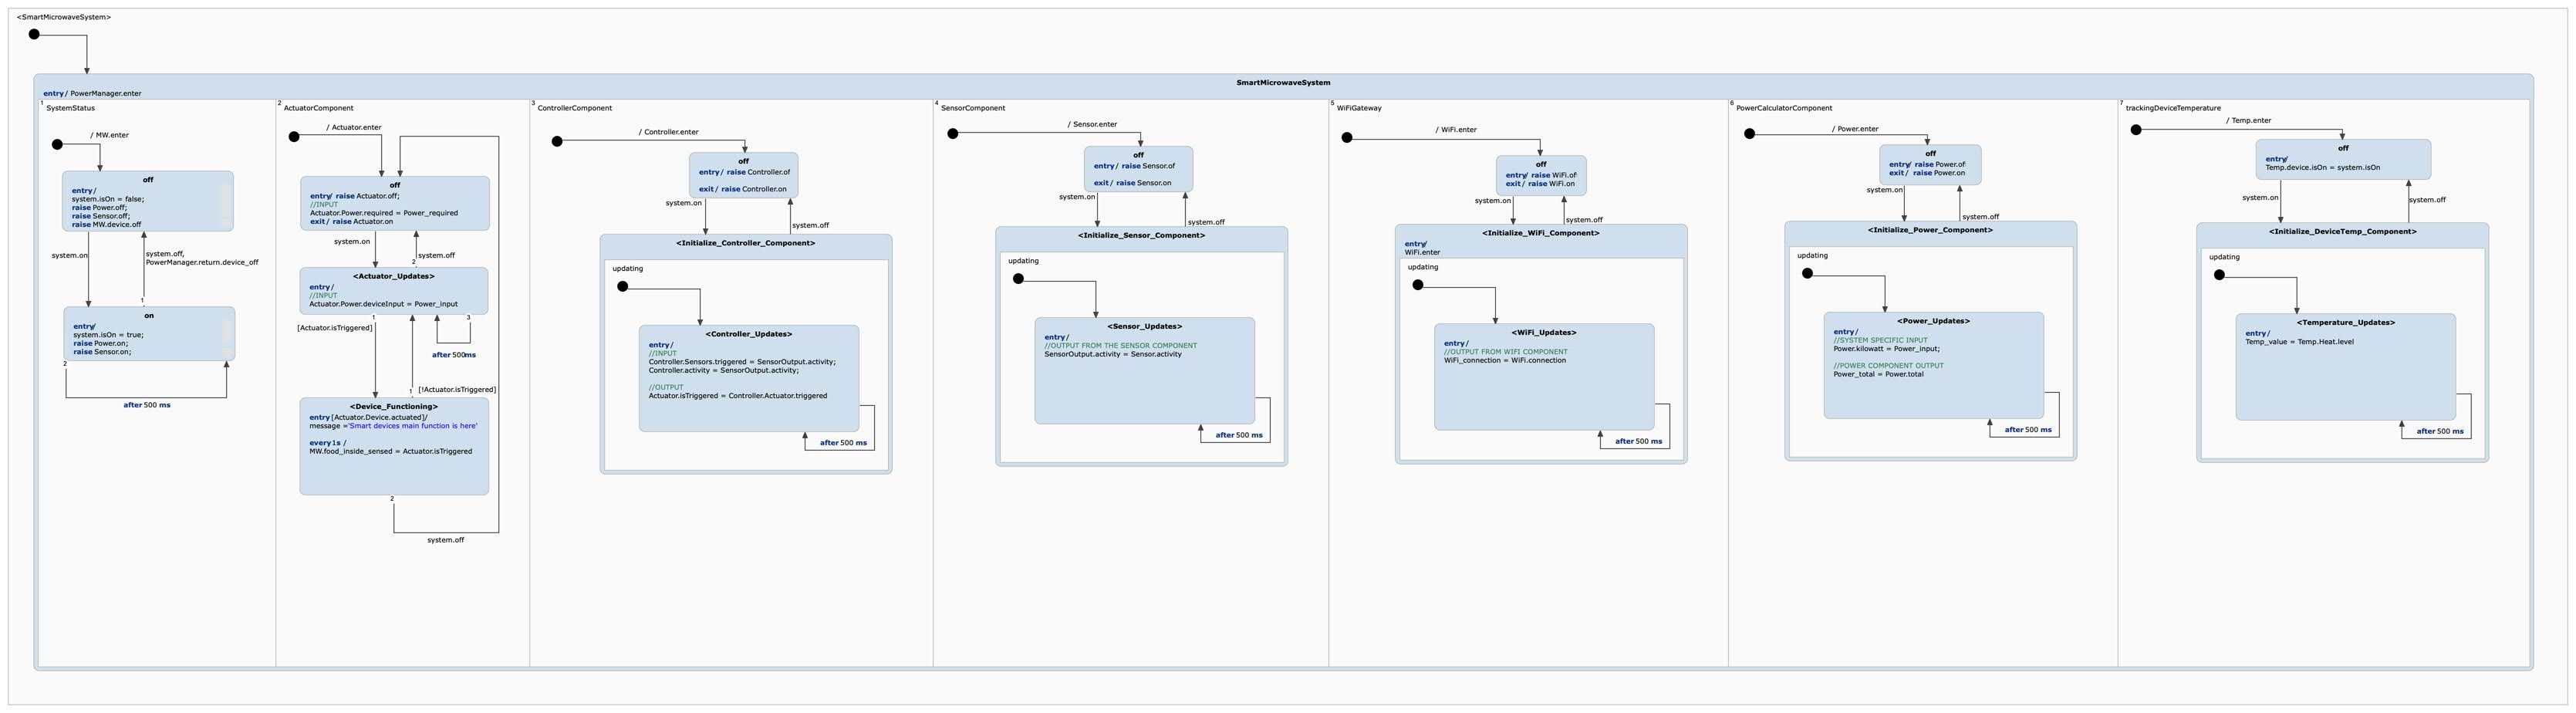 <SmartMicrowaveSystem>
SmartMicrowaveSystem
entry / PowerManager.enter
1
SystemStatus
/ MW.enter
off
entry/
system.isOn = false;
raise Power.off;
raise Sensor.off;
raise MW.device.off
system.on
system.off,
PowerManager.return.device_off
1
on
entry/
system.isOn = true;
raise Power.on;
raise Sensor.on;
2
after 500 ms
2
ActuatorComponent
/ Actuator.enter
off
entry/ raise Actuator.off;
//INPUT
Actuator.Power.required = Power_required
exit / raise Actuator.on
system.on
system.off
2
<Actuator_Updates>
entry /
//INPUT
Actuator.Power.deviceInput = Power_input
1
3
[Actuator.isTriggered]
after 500ms
1
[!Actuator.isTriggered]
<Device_Functioning>
entry [Actuator.Device.actuated]/
message ='Smart devices main function is here'
every 1s /
MW.food_inside_sensed = Actuator.isTriggered
2
system.off
3
ControllerComponent
/ Controller.enter
off
entry / raise Controller.of
exit / raise Controller.on
system.on
system.off
<Initialize_Controller_Component>
updating
<Controller_Updates>
entry /
//INPUT
Controller.Sensors.triggered = SensorOutput.activity;
Controller.activity = SensorOutput.activity;
//OUTPUT
Actuator.isTriggered = Controller.Actuator.triggered
after 500 ms
4
SensorComponent
/ Sensor.enter
off
entry / raise Sensor.of
exit / raise Sensor.on
system.on
system.off
<Initialize_Sensor_Component>
updating
<Sensor_Updates>
entry /
//OUTPUT FROM THE SENSOR COMPONENT
SensorOutput.activity = Sensor.activity
after 500 ms
5
WiFiGateway
/ WiFi.enter
off
entry/ raise WiFi.of
exit / raise WiFi.on
system.on
system.off
<Initialize_WiFi_Component>
entry /
WiFi.enter
updating
<WiFi_Updates>
entry /
//OUTPUT FROM WIFI COMPONENT
WiFi_connection = WiFi.connection
after 500 ms
6
PowerCalculatorComponent
/ Power.enter
off
entry/ raise Power.of
exit / raise Power.on
system.on
system.off
<Initialize_Power_Component>
updating
<Power_Updates>
entry /
//SYSTEM SPECIFIC INPUT
Power.kilowatt = Power_input;
//POWER COMPONENT OUTPUT
Power_total = Power.total
after 500 ms
7
trackingDeviceTemperature
/ Temp.enter
off
entry /
Temp.device.isOn = system.isOn
system.on
system.off
<Initialize_DeviceTemp_Component>
updating
<Temperature_Updates>
entry /
Temp_value = Temp.Heat.level
after 500 ms